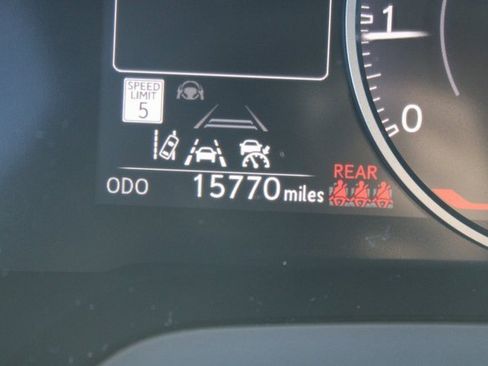 1
SPEED
LIMIT
5
0
REAR
ODO 15770 miles